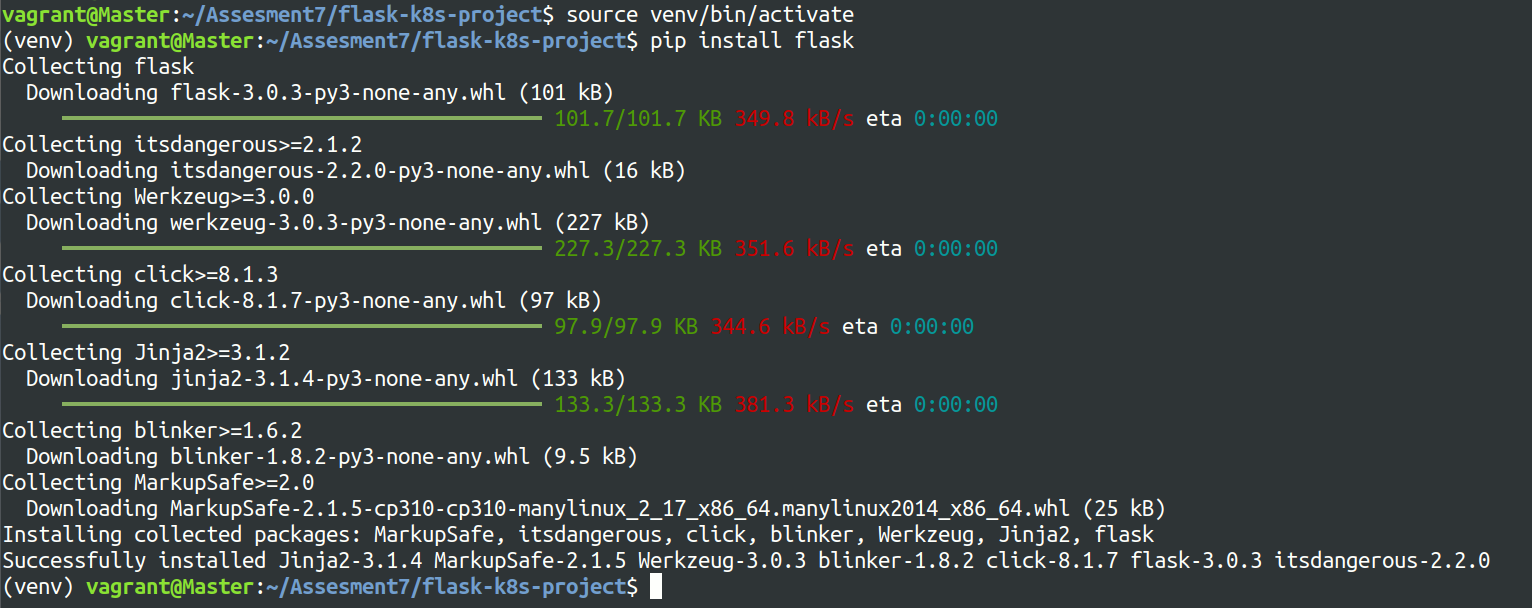 vagrant@Master:~/Assesment7/flask-k8s-project$ source venv/bin/activate
(venv) vagrant@Master:~/Assesment7/flask-k8s-project$ pip install flask
Collecting flask
  Downloading flask-3.0.3-py3-none-any.whl (101 kB)
101.7/101.7 KB 349.8 kB/s eta 0:00:00
Collecting itsdangerous>=2.1.2
  Downloading itsdangerous-2.2.0-py3-none-any.whl (16 kB)
Collecting Werkzeug>=3.0.0
  Downloading werkzeug-3.0.3-py3-none-any.whl (227 kB)
227.3/227.3 KB 351.6 kB/s eta 0:00:00
Collecting click>=8.1.3
  Downloading click-8.1.7-py3-none-any.whl (97 kB)
97.9/97.9 KB 344.6 kB/s eta 0:00:00
Collecting Jinja2>=3.1.2
  Downloading jinja2-3.1.4-py3-none-any.whl (133 kB)
133.3/133.3 KB 381.3 kB/s eta 0:00:00
Collecting blinker>=1.6.2
  Downloading blinker-1.8.2-py3-none-any.whl (9.5 kB)
Collecting MarkupSafe>=2.0
  Downloading MarkupSafe-2.1.5-cp310-cp310-manylinux_2_17_x86_64.manylinux2014_x86_64.whl (25 kB)
Installing collected packages: MarkupSafe, itsdangerous, click, blinker, Werkzeug, Jinja2, flask
Successfully installed Jinja2-3.1.4 MarkupSafe-2.1.5 Werkzeug-3.0.3 blinker-1.8.2 click-8.1.7 flask-3.0.3 itsdangerous-2.2.0
(venv) vagrant@Master:~/Assesment7/flask-k8s-project$